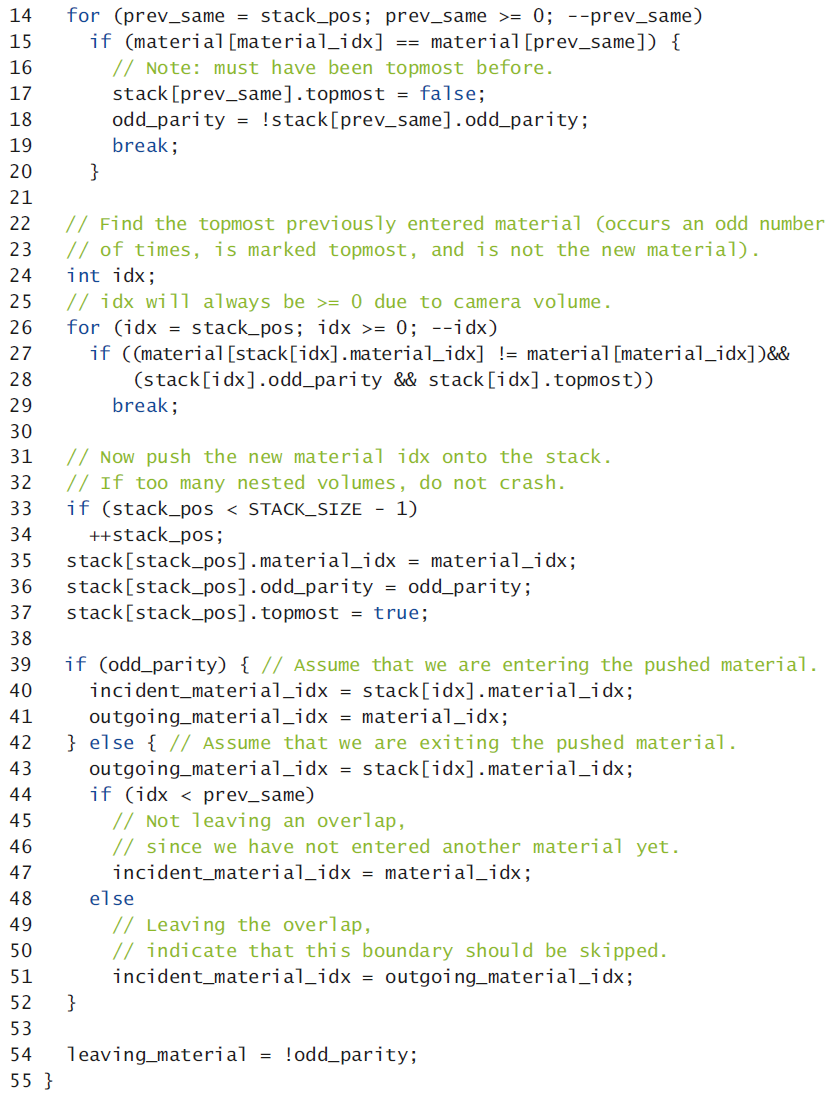 14 for (prev_same = stack_pos; prev_same >= 0; --prev_same)
15 if (material[material_idx] == material[prev_same]) {
16 // Note: must have been topmost before.
17 stack[prev_same].topmost = false;
18 odd_parity = !stack[prev_same].odd_parity;
19 break;
20 }
21
22 // Find the topmost previously entered material (occurs an odd number
23 // of times, is marked topmost, and is not the new material).
24 int idx;
25 // idx will always be >= 0 due to camera volume.
26 for (idx = stack_pos; idx >= 0; --idx)
27 if ((material[stack[idx].material_idx] != material[material_idx])&&
28 (stack[idx].odd_parity && stack[idx].topmost))
29 break;
30
31 // Now push the new material idx onto the stack.
32 // If too many nested volumes, do not crash.
33 if (stack_pos < STACK_SIZE - 1)
34 ++stack_pos;
35 stack[stack_pos].material_idx = material_idx;
36 stack[stack_pos].odd_parity = odd_parity;
37 stack[stack_pos].topmost = true;
38
39 if (odd_parity) { // Assume that we are entering the pushed material.
40 incident_material_idx = stack[idx].material_idx;
41 outgoing_material_idx = material_idx;
42 } else { // Assume that we are exiting the pushed material.
43 outgoing_material_idx = stack[idx].material_idx;
44 if (idx < prev_same)
45 // Not leaving an overlap,
46 // since we have not entered another material yet.
47 incident_material_idx = material_idx;
48 else
49 // Leaving the overlap,
50 // indicate that this boundary should be skipped.
51 incident_material_idx = outgoing_material_idx;
52 }
53
54 leaving_material = !odd_parity;
55 }